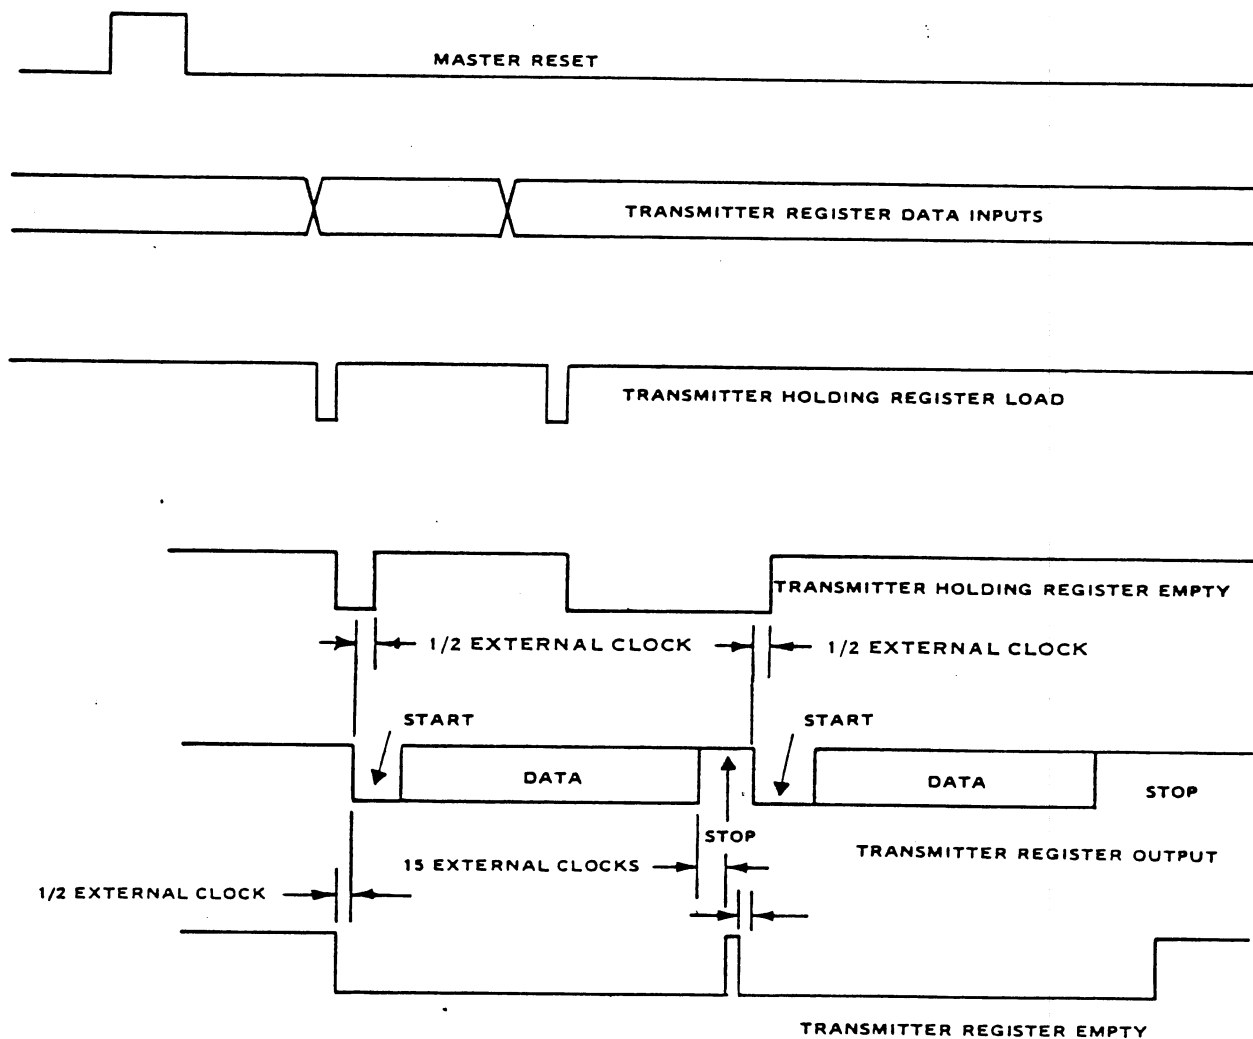 MASTER RESET
TRANSMITTER REGISTER DATA INPUTS
TRANSMITTER HOLDING REGISTER LOAD
TRANSMITTER HOLDING REGISTER EMPTY
1/2 EXTERNAL CLOCK
1/2 EXTERNAL CLOCK
START
START
DATA
DATA
STOP
STOP
TRANSMITTER REGISTER OUTPUT
15 EXTERNAL CLOCKS
1/2 EXTERNAL CLOCK
TRANSMITTER REGISTER EMPTY